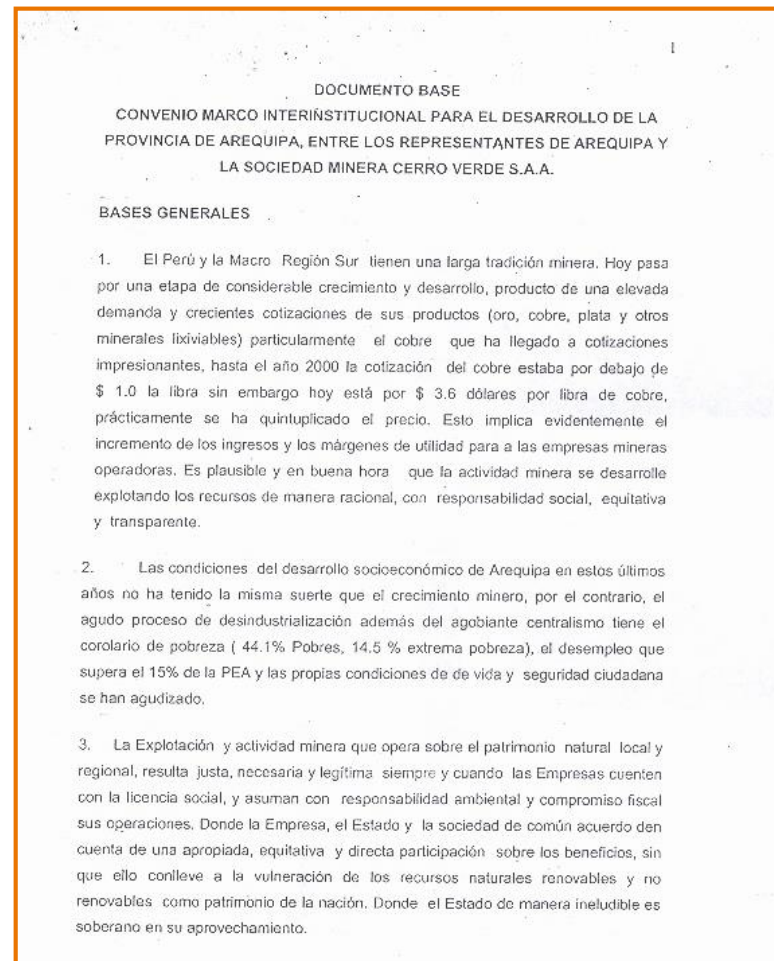 1
DOCUMENTO BASE
CONVENIO MARCO INTERINSTITUCIONAL PARA EL DESARROLLO DE LA
PROVINCIA DE AREQUIPA, ENTRE LOS REPRESENTANTES DE AREQUIPA Y
LA SOCIEDAD MINERA CERRO VERDE S.A.A.
BASES GENERALES
1. El Perú y la Macro Región Sur tienen una larga tradición minera. Hoy pasa
por una etapa de considerable crecimiento y desarrollo, producto de una elevada
demanda y crecientes cotizaciones de sus productos (oro, cobre, plata y otros
minerales lixiviables) particularmente el cobre que ha llegado a cotizaciones
impresionantes, hasta el año 2000 la cotización del cobre estaba por debajo de
$ 1.0 la libra sin embargo hoy está por $ 3.6 dólares por libra de cobre,
prácticamente se ha quintuplicado el precio. Esto implica evidentemente el
incremento de los ingresos y los márgenes de utilidad para a las empresas mineras
operadoras. Es plausible y en buena hora que la actividad minera se desarrolle
explotando los recursos de manera racional, con responsabilidad social, equitativa
y transparente.
2. Las condiciones del desarrollo socioeconómico de Arequipa en estos últimos
años no ha tenido la misma suerte que el crecimiento minero, por el contrario, el
agudo proceso de desindustrialización además del agobiante centralismo tiene el
corolario de pobreza ( 44.1% Pobres, 14.5 % extrema pobreza), el desempleo que
supera el 15% de la PEA y las propias condiciones de de vida y seguridad ciudadana
se han agudizado.
3. La Explotación y actividad minera que opera sobre el patrimonio natural local y
regional, resulta justa, necesaria y legítima siempre y cuando las Empresas cuenten
con la licencia social, y asuman con responsabilidad ambiental y compromiso fiscal
sus operaciones. Donde la Empresa, el Estado y la sociedad de común acuerdo den
cuenta de una apropiada, equitativa y directa participación sobre los beneficios, sin
que ello conlleve a la vulneración de los recursos naturales renovables y no
renovables como patrimonio de la nación. Donde el Estado de manera ineludible es
soberano en su aprovechamiento.